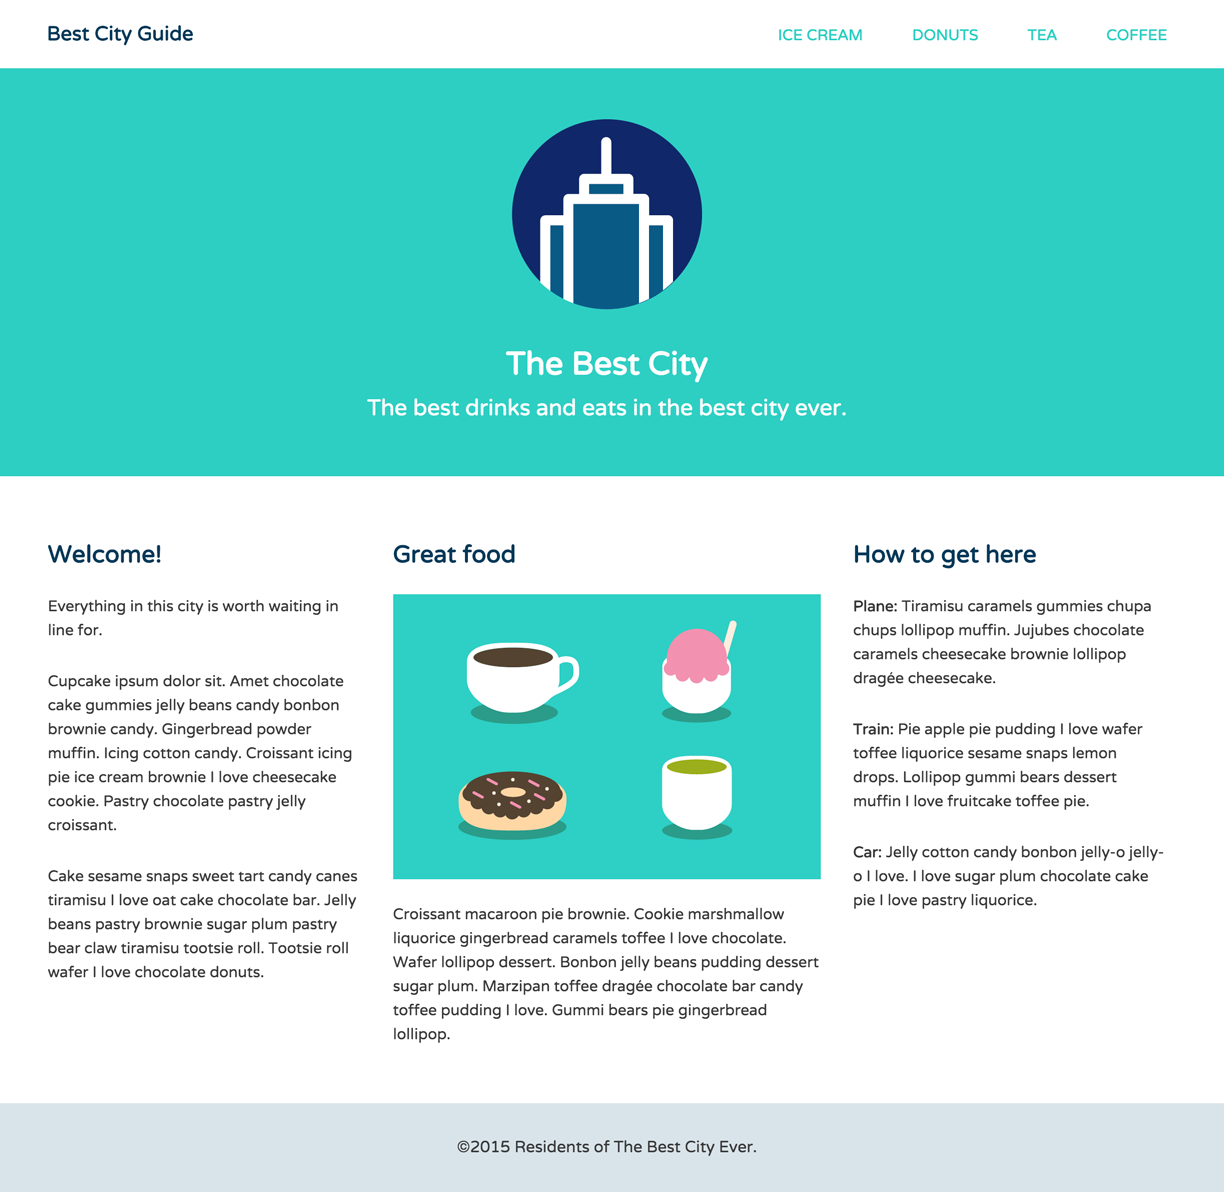 Best City Guide
ICE CREAM DONUTS TEA COFFEE
The Best City
The best drinks and eats in the best city ever.
Welcome!
Everything in this city is worth waiting in
line for.
Cupcake ipsum dolor sit. Amet chocolate
cake gummies jelly beans candy bonbon
brownie candy. Gingerbread powder
muffin. Icing cotton candy. Croissant icing
pie ice cream brownie I love cheesecake
cookie. Pastry chocolate pastry jelly
croissant.
Cake sesame snaps sweet tart candy canes
tiramisu I love oat cake chocolate bar. Jelly
beans pastry brownie sugar plum pastry
bear claw tiramisu tootsie roll. Tootsie roll
wafer I love chocolate donuts.
Great food
Croissant macaroon pie brownie. Cookie marshmallow
liquorice gingerbread caramels toffee I love chocolate.
Wafer lollipop dessert. Bonbon jelly beans pudding dessert
sugar plum. Marzipan toffee dragée chocolate bar candy
toffee pudding I love. Gummi bears pie gingerbread
lollipop.
How to get here
Plane: Tiramisu caramels gummies chupa
chups lollipop muffin. Jujubes chocolate
caramels cheesecake brownie lollipop
dragée cheesecake.
Train: Pie apple pie pudding I love wafer
toffee liquorice sesame snaps lemon
drops. Lollipop gummi bears dessert
muffin I love fruitcake toffee pie.
Car: Jelly cotton candy bonbon jelly-o jelly-
o I love. I love sugar plum chocolate cake
pie I love pastry liquorice.
©2015 Residents of The Best City Ever.